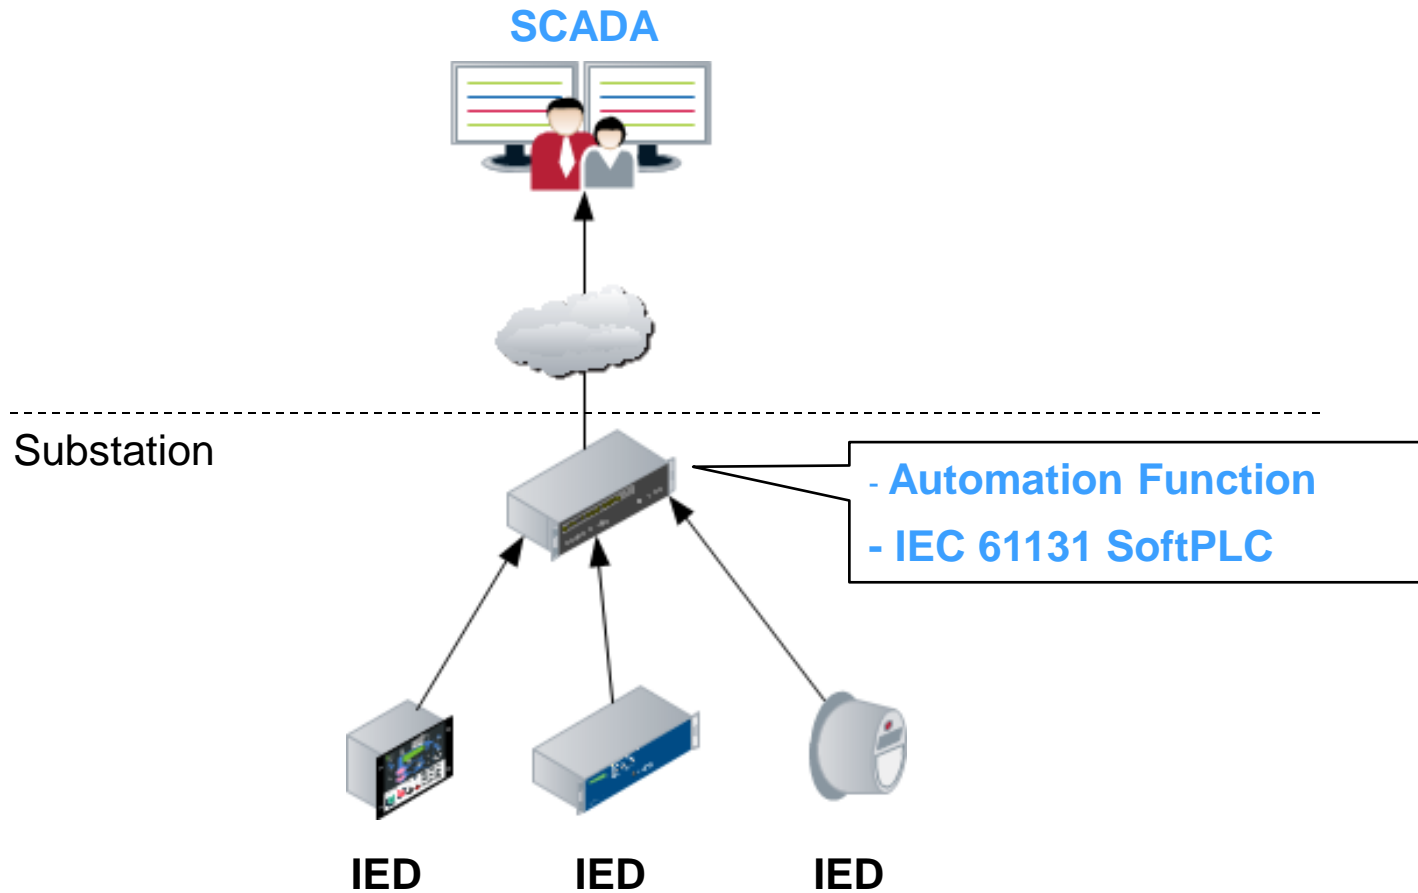 SCADA
Substation
- Automation Function
- IEC 61131 SoftPLC
IED IED IED